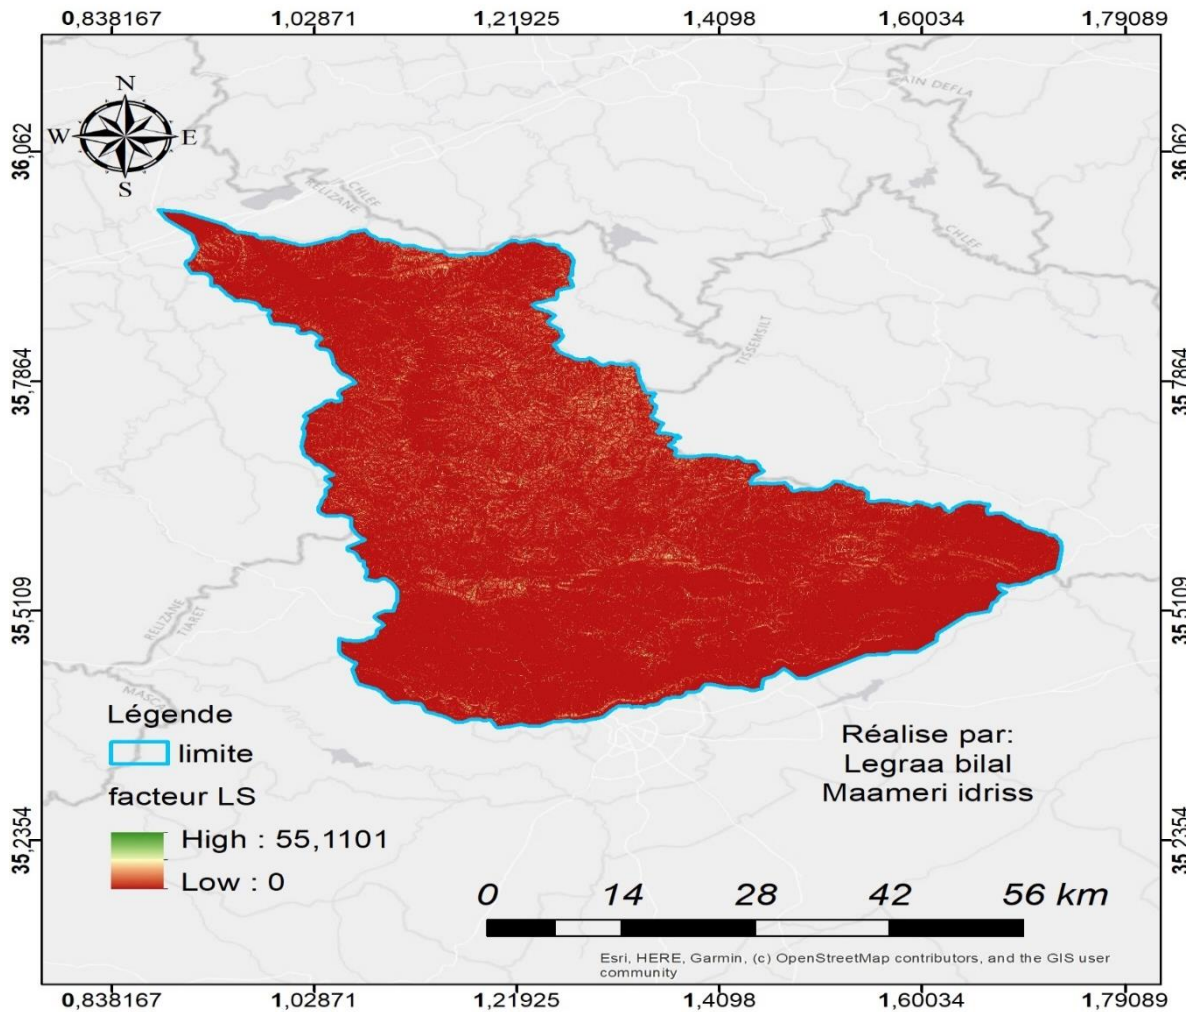 0,838167 1,02871 1,21925 1,4098 1,60034 1,79089
N
W E
S
36,062 36,062
AIN DEFLA
CHLEF
RELIZANE
CHLEF
TISSEMSILT
35,7864 35,7864
35,5109 35,5109
RELIZANE
TIARET
MASCA
Légende
limite
facteur LS
High : 55,1101
Low : 0
Réalise par:
Legraa bilal
Maameri idriss
35,2354 35,2354
0 14 28 42 56 km
Esri, HERE, Garmin, (c) OpenStreetMap contributors, and the GIS user
community
0,838167 1,02871 1,21925 1,4098 1,60034 1,79089